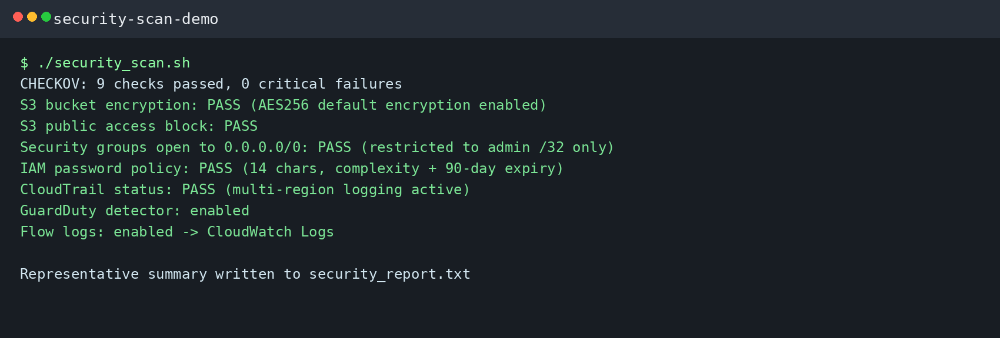 security-scan-demo
$ ./security_scan.sh
CHECKOV: 9 checks passed, 0 critical failures
S3 bucket encryption: PASS (AES256 default encryption enabled)
S3 public access block: PASS
Security groups open to 0.0.0.0/0: PASS (restricted to admin /32 only)
IAM password policy: PASS (14 chars, complexity + 90-day expiry)
CloudTrail status: PASS (multi-region logging active)
GuardDuty detector: enabled
Flow logs: enabled -> CloudWatch Logs
Representative summary written to security_report.txt